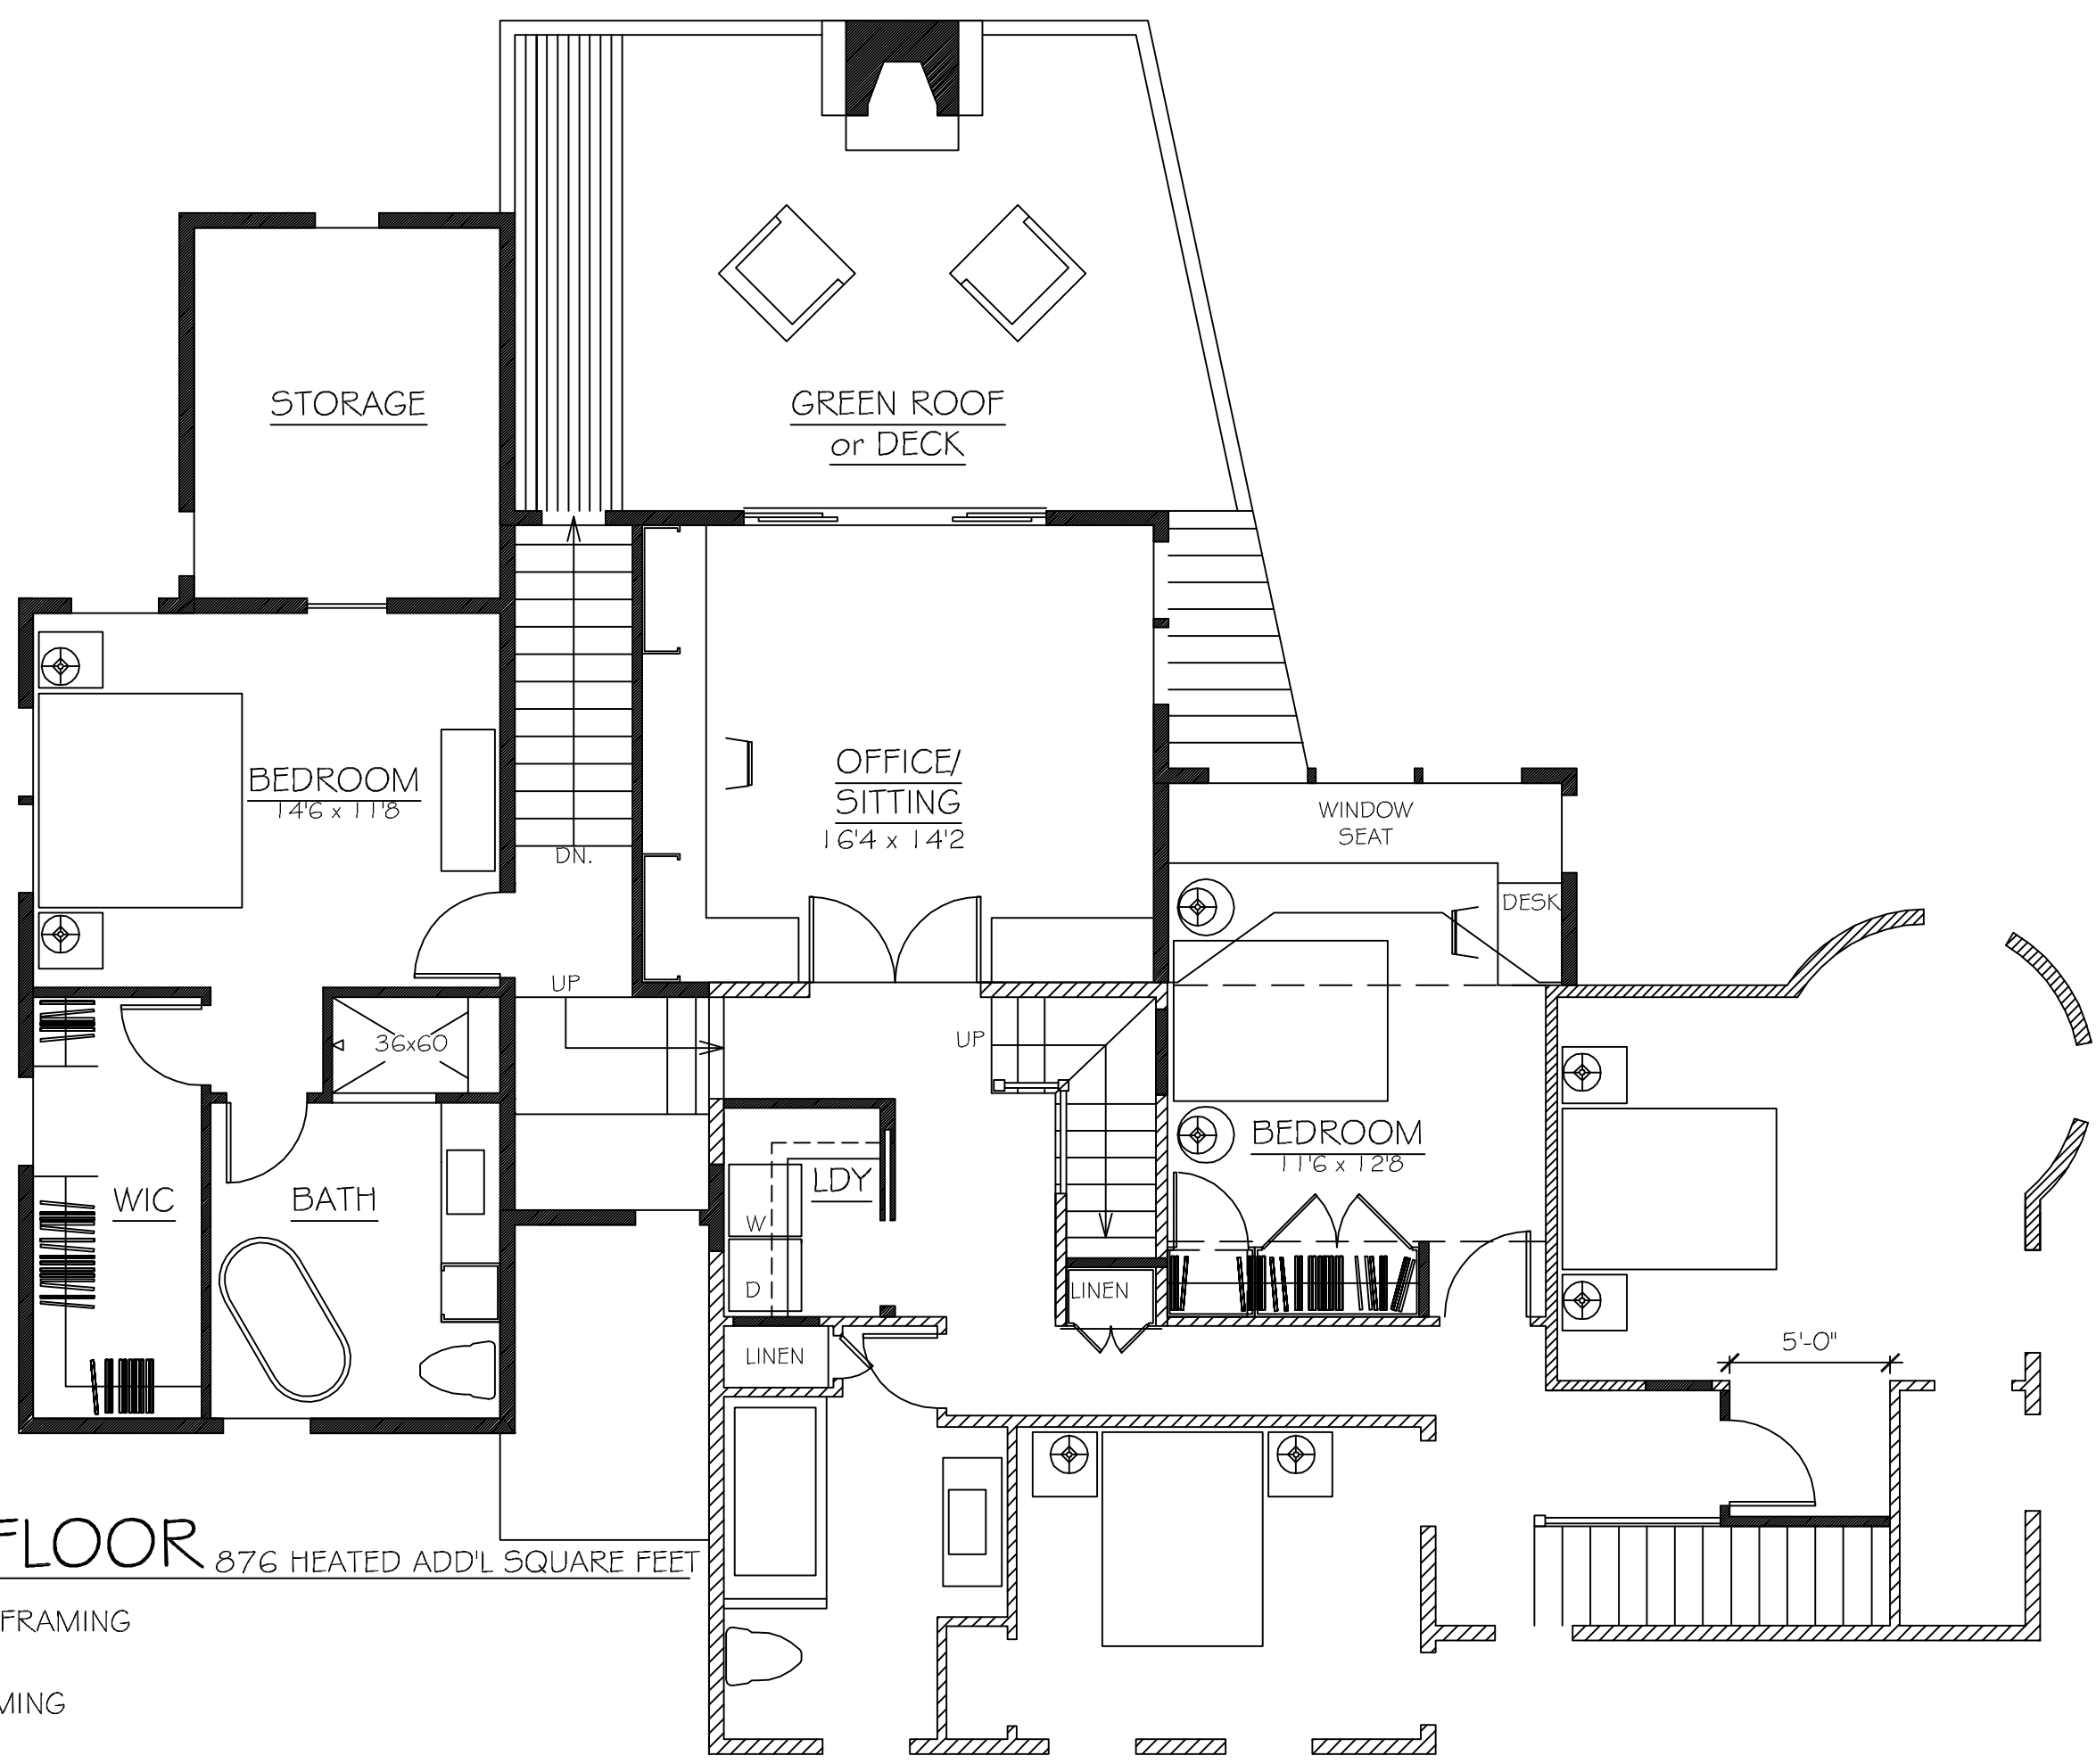 STORAGE
GREEN ROOF
or DECK
BEDROOM
14'6 x 11'8
OFFICE/
SITTING
16'4 x 14'2
WINDOW
SEAT
DN.
DESK
UP
36x60
UP
BEDROOM
11'6 x 12'8
WIC
BATH
LDY
W
D
LINEN
LINEN
5'-0"
FLOOR 876 HEATED ADD'L SQUARE FEET
FRAMING
MING